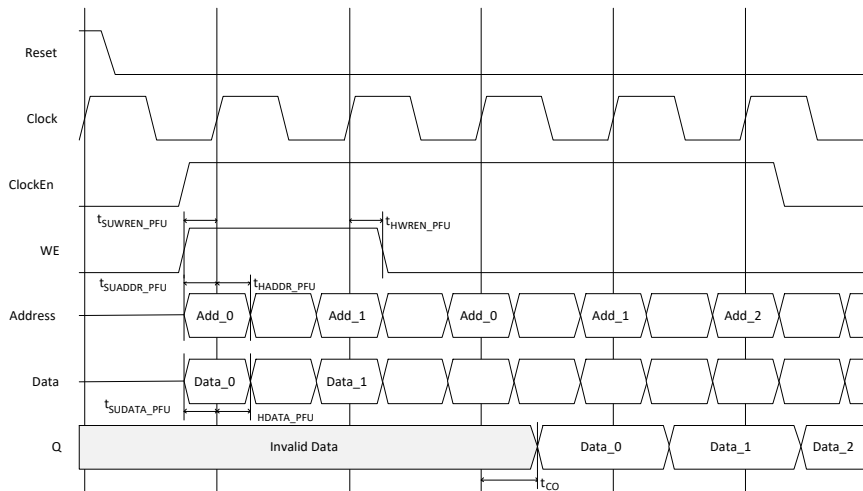 Reset
Clock
ClockEn
tSUWREN_PFU
tHWREN_PFU
WE
tSUADDR_PFU
tHADDR_PFU
Address
Add_0
Add_1
Add_0
Add_1
Add_2
Data
Data_0
Data_1
tSUDATA_PFU
HDATA_PFU
Q
Invalid Data
Data_0
Data_1
Data_2
tCO